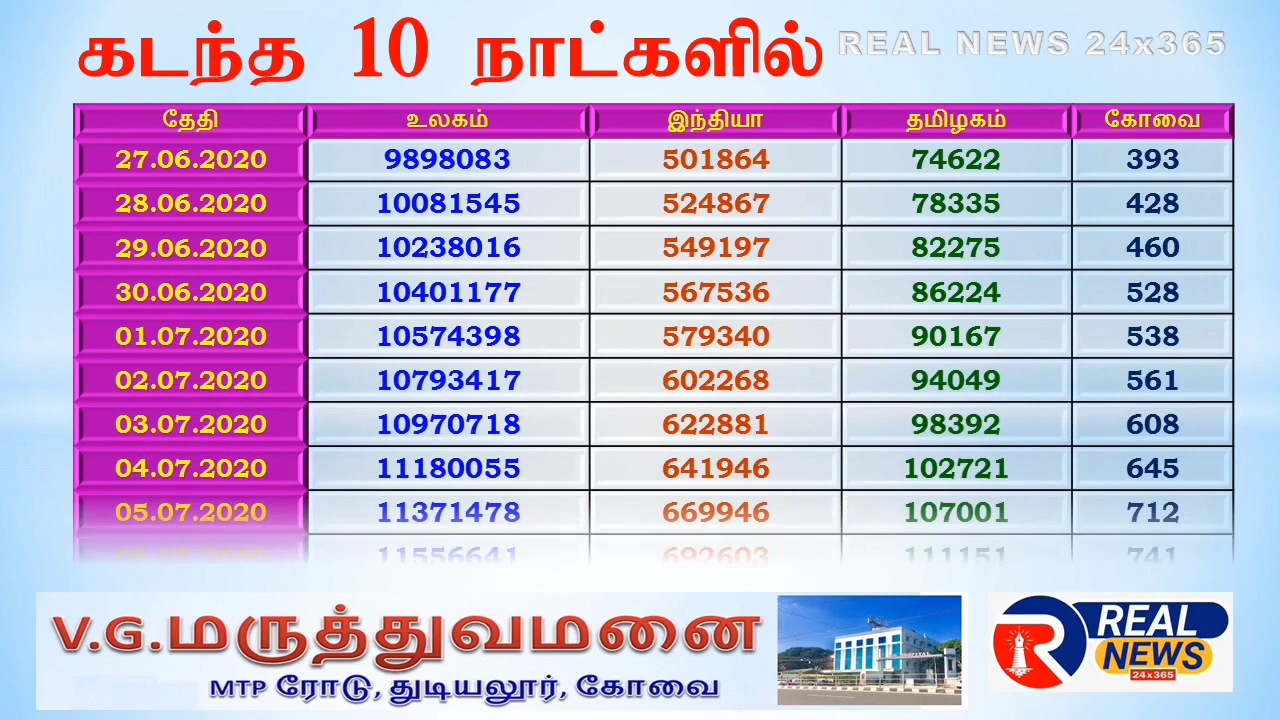 கடந்த 10 நாட்களில் REAL NEWS 24x365
தேதி உலகம் இந்தியா தமிழகம் கோவை
27.06.2020 9898083 501864 74622 393
28.06.2020 10081545 524867 78335 428
29.06.2020 10238016 549197 82275 460
30.06.2020 10401177 567536 86224 528
01.07.2020 10574398 579340 90167 538
02.07.2020 10793417 602268 94049 561
03.07.2020 10970718 622881 98392 608
04.07.2020 11180055 641946 102721 645
05.07.2020 11371478 669946 107001 712
11556641 692603 111151 741
V.G.மருத்துவமனை
MTP ரோடு, துடியலூர், கோவை
REAL
NEWS
24x365